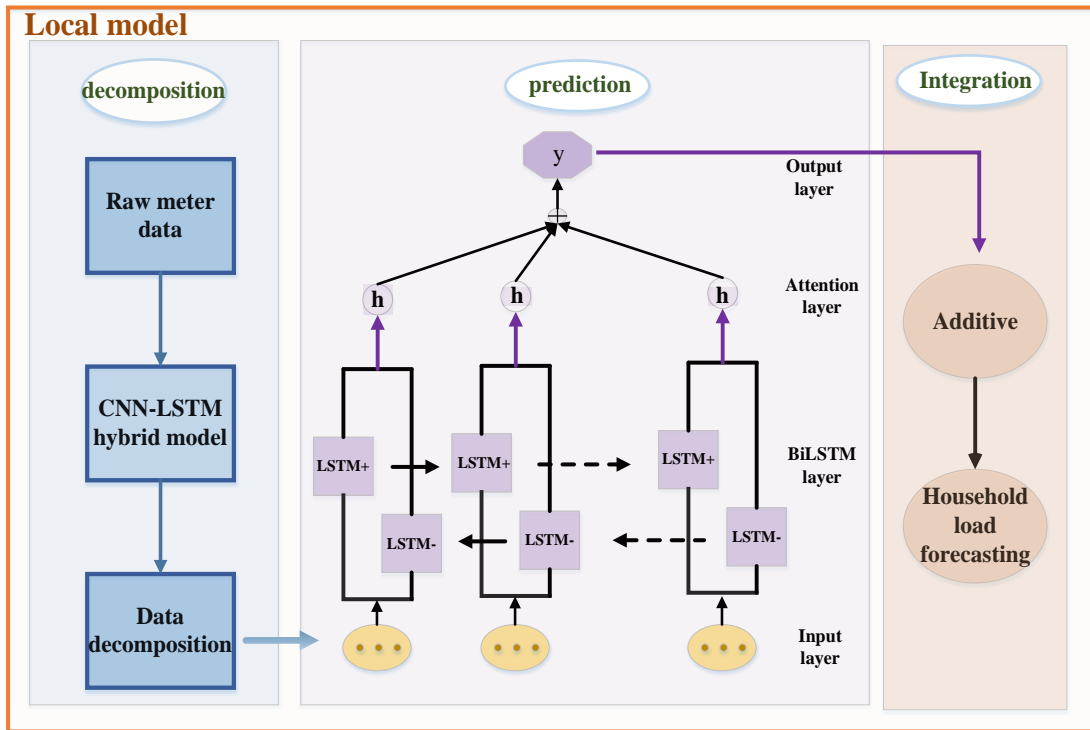 Local model
decomposition
Raw meter
data
CNN-LSTM
hybrid model
Data
decomposition
prediction
y
Output
layer
+
h
h
h
Attention
layer
LSTM+
LSTM+
LSTM+
BiLSTM
layer
LSTM-
LSTM-
LSTM-
Input
layer
Integration
Additive
Household
load
forecasting